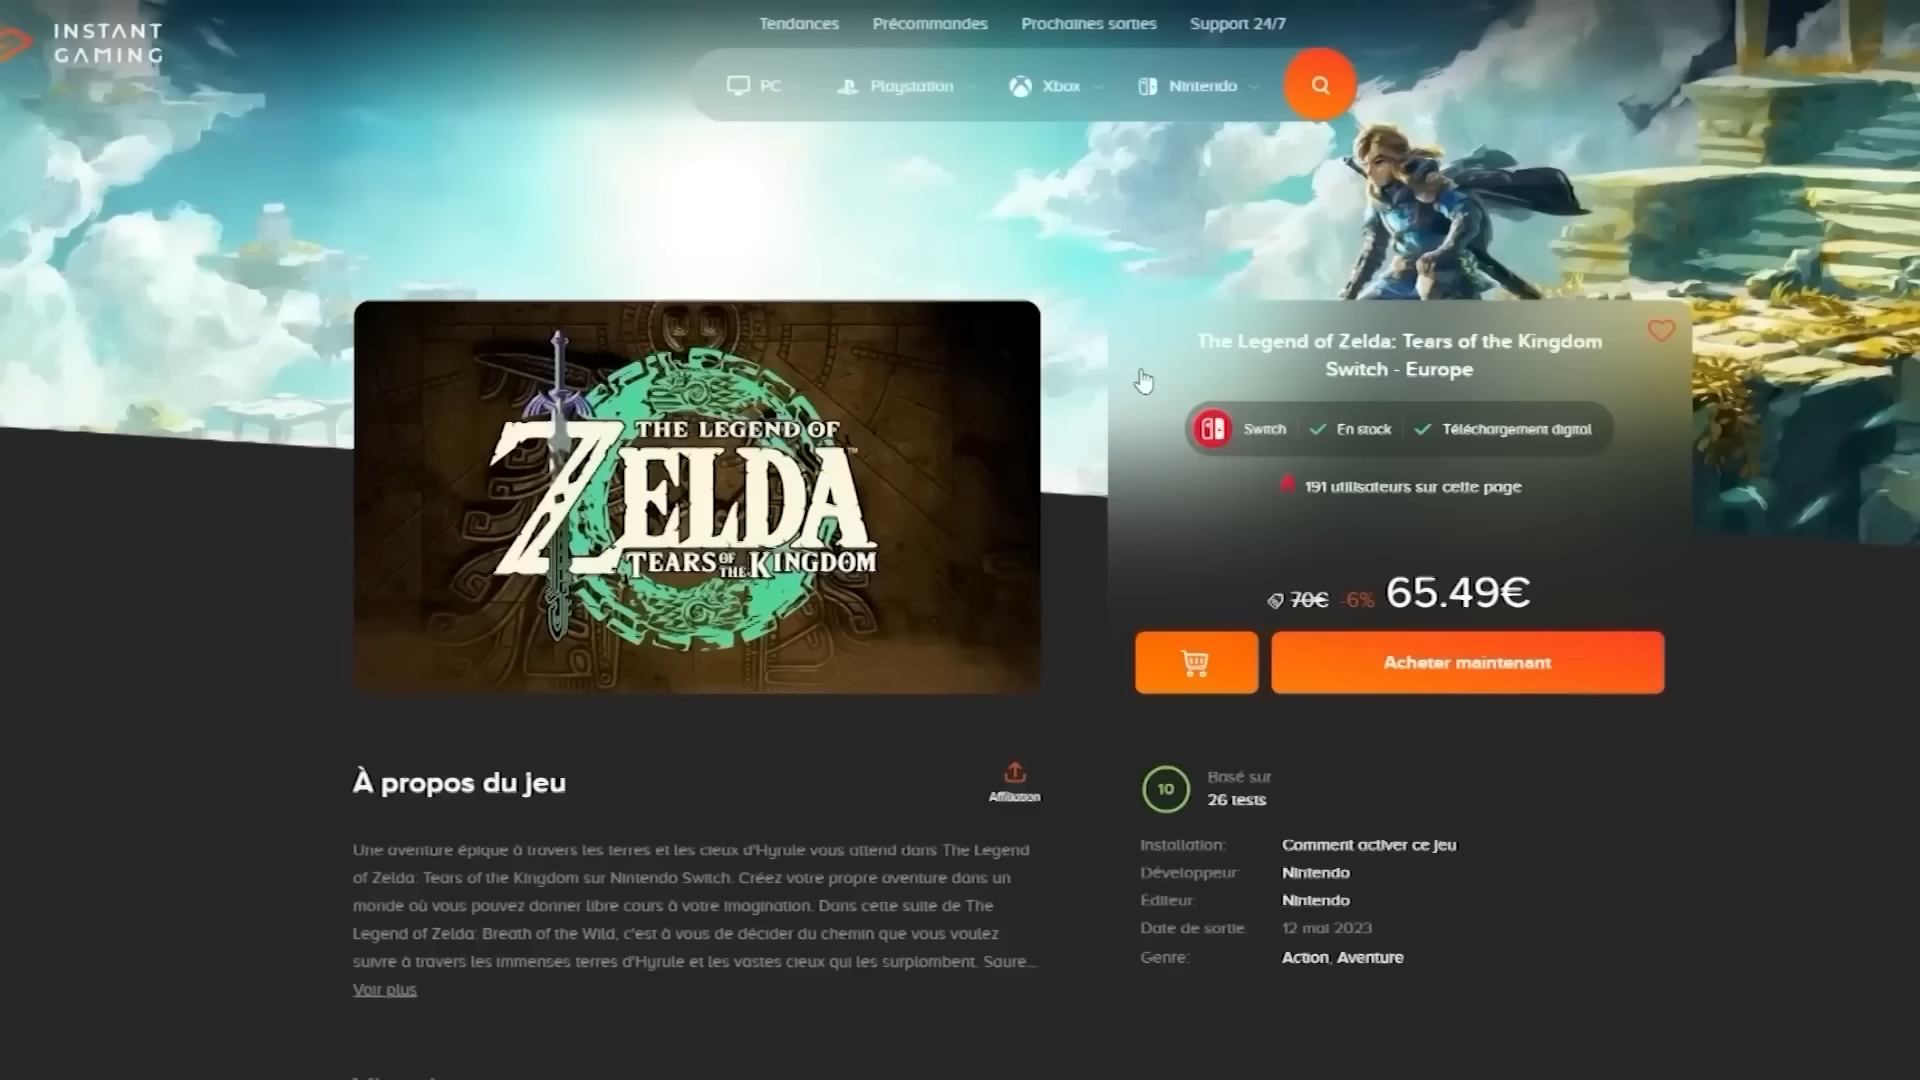 INSTANT
GAMING
Tendances Précommandes Prochaines sorties Support 24/7
PC Playstation Xbox Nintendo
THE LEGEND OF
ZELDA
TEARS OF THE KINGDOM
The Legend of Zelda: Tears of the Kingdom
Switch - Europe
Switch En stock Téléchargement digital
191 utilisateurs sur cette page
70€ -6% 65.49€
Acheter maintenant
À propos du jeu
Affiliation
Une aventure épique à travers les terres et les cieux d'Hyrule vous attend dans The Legend
of Zelda: Tears of the Kingdom sur Nintendo Switch. Créez votre propre aventure dans un
monde où vous pouvez donner libre cours à votre imagination. Dans cette suite de The
Legend of Zelda: Breath of the Wild, c'est à vous de décider du chemin que vous voulez
suivre à travers les immenses terres d'Hyrule et les vastes cieux qui les surplombent. Saure...
Voir plus
10
Basé sur
26 tests
Installation: Comment activer ce jeu
Développeur: Nintendo
Editeur: Nintendo
Date de sortie: 12 mai 2023
Genre: Action, Aventure